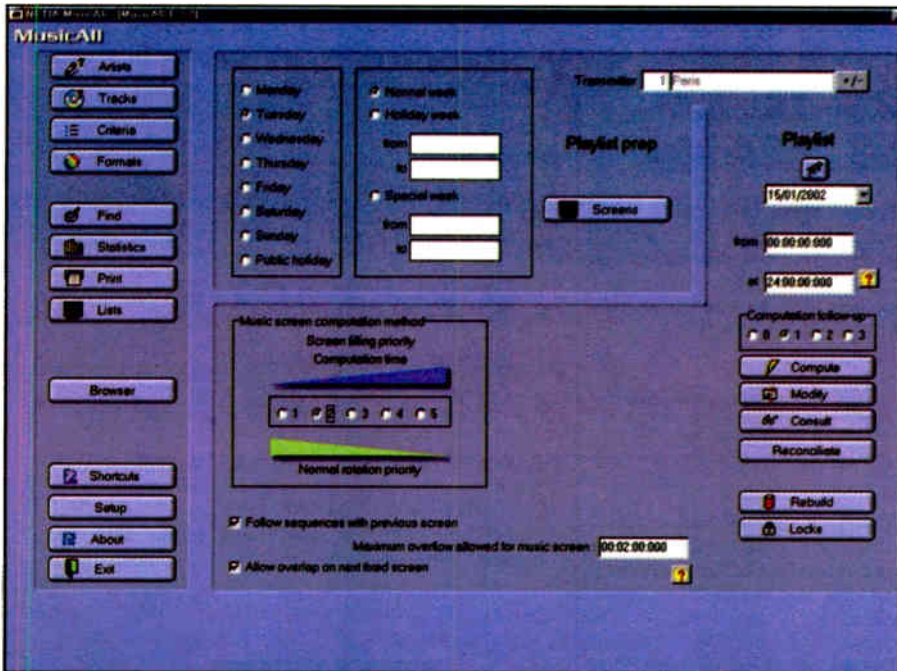 MusicAll
Artists
Tracks
Criteria
Formats
Find
Statistics
Print
Lists
Browser
Shortcuts
Setup
About
Exit
Monday
Tuesday
Wednesday
Thursday
Friday
Saturday
Sunday
Public holiday
Normal week
Holiday week
from
to
Special week
from
to
Transmitter 1 Paris +/-
Playlist prep
Screens
Playlist
15/01/2002
from 00:00:00:000
at 24:00:00:000
Computation follow-up
0 1 2 3
Compute
Modify
Consult
Reconciliate
Rebuild
Locks
Music screen computation method
Screen filling priority
Computation time
1 2 3 4 5
Normal rotation priority
Follow sequences with previous screen
Maximum overflow allowed for music screen 00:02:00:000
Allow overlap on next fixed screen